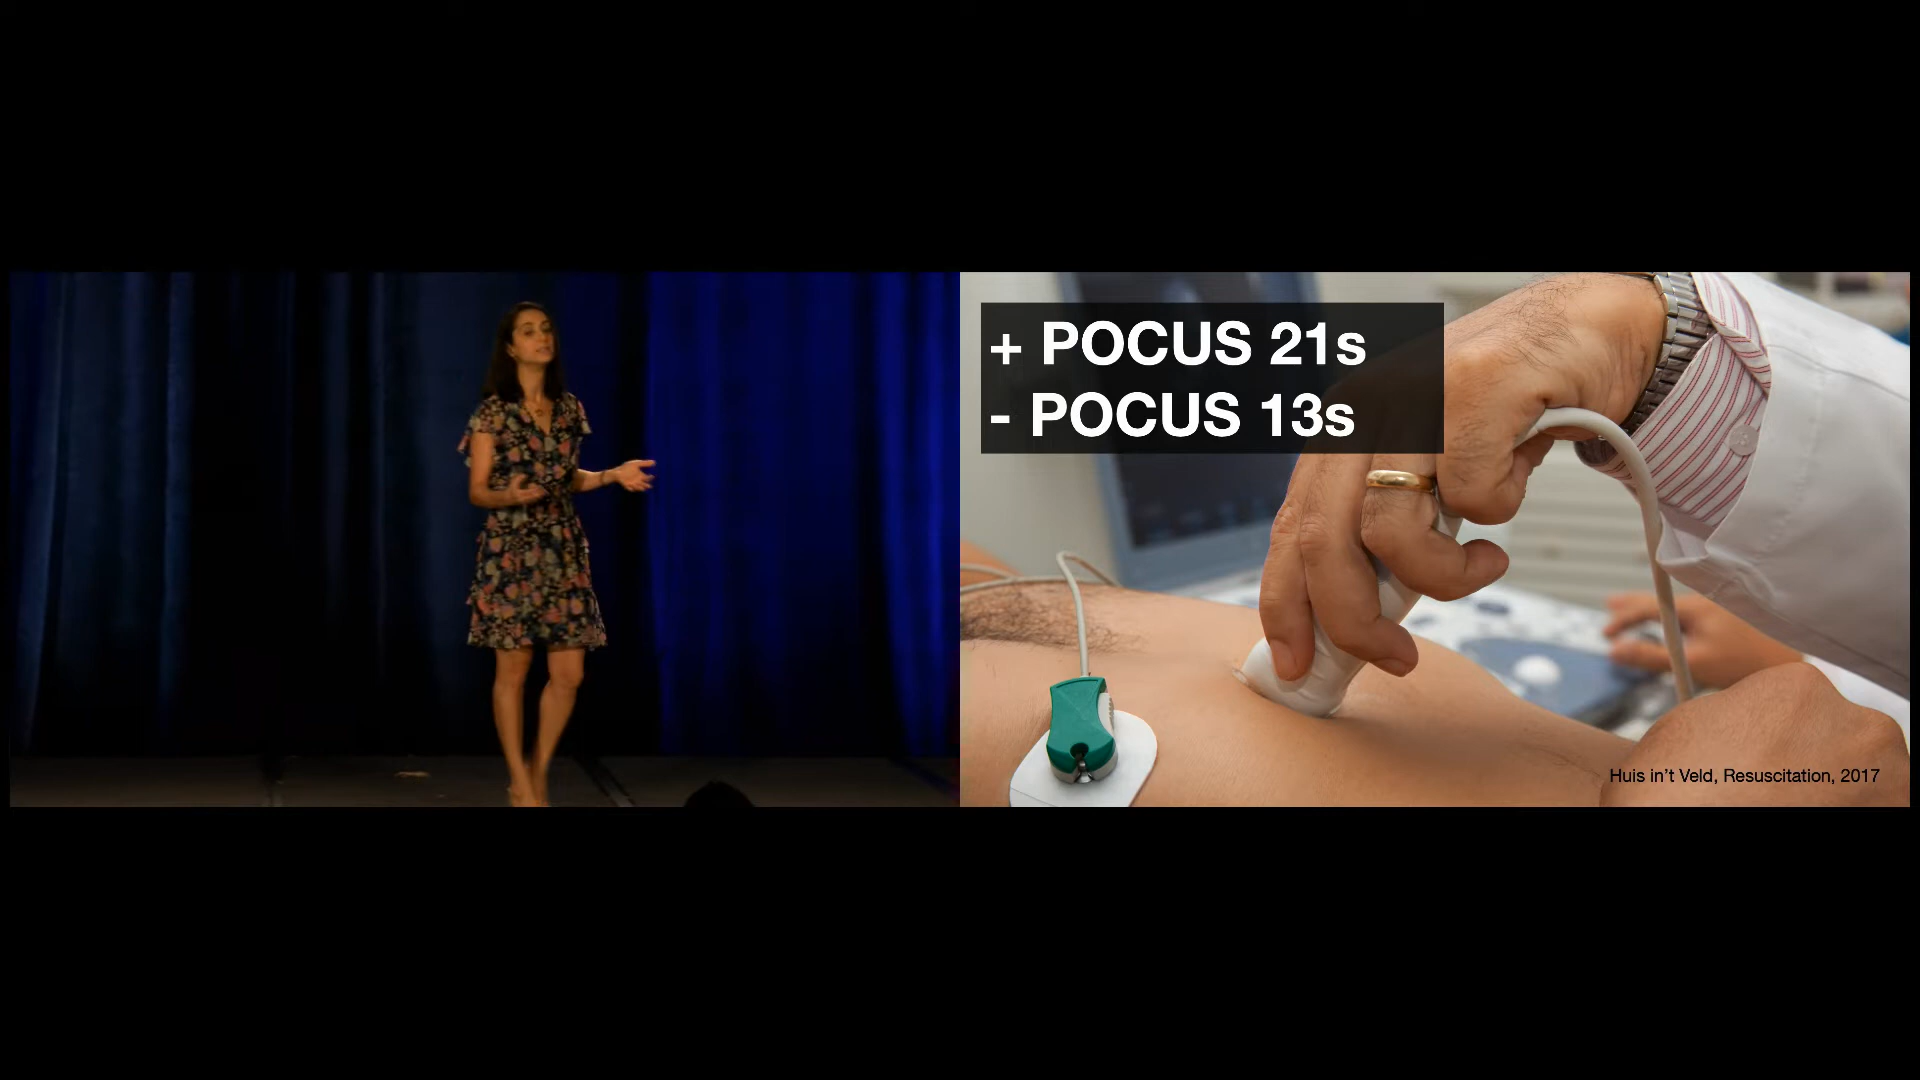 + POCUS 21s
- POCUS 13s
Huis in't Veld, Resuscitation, 2017